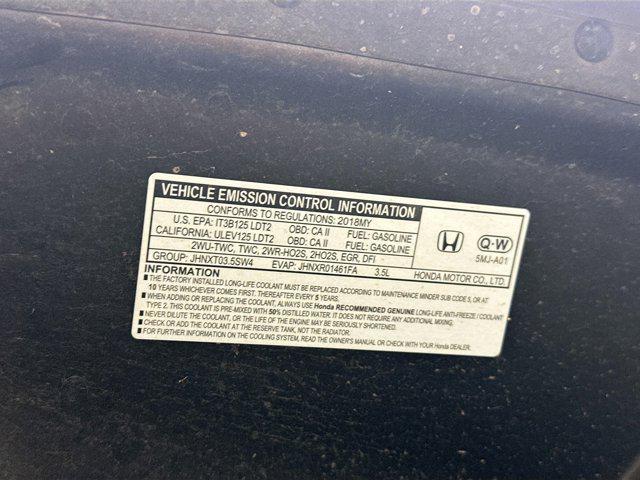 VEHICLE EMISSION CONTROL INFORMATION
CONFORMS TO REGULATIONS: 2018MY
U.S. EPA: IT3B125 LDT2 OBD: CA II FUEL: GASOLINE
CALIFORNIA: ULEV125 LDT2 OBD: CA II FUEL: GASOLINE
2WU-TWC, TWC, 2WR-HO2S, 2HO2S, EGR, DFI
GROUP: JHNXT03.5SW4 EVAP: JHNXR01461FA 3.5L
Q-W
5MJ-A01
HONDA MOTOR CO., LTD.
INFORMATION
■ THE FACTORY INSTALLED LONG-LIFE COOLANT SHOULD BE REPLACED ACCORDING TO MAINTENANCE MINDER SUB CODE 5, OR AT
10 YEARS WHICHEVER COMES FIRST. THEREAFTER EVERY 5 YEARS.
■ WHEN ADDING OR REPLACING COOLANT, ALWAYS USE Honda RECOMMENDED GENUINE LONG-LIFE ANTI-FREEZE / COOLANT
TYPE 2. THIS COOLANT IS PRE-MIXED WITH 50% DISTILLED WATER. IT DOES NOT REQUIRE ANY ADDITIONAL MIXING.
■ NEVER DILUTE THE COOLANT, OR THE LIFE OF THE ENGINE MAY BE SERIOUSLY SHORTENED.
■ CHECK AND ADD COOLANT AT THE RESERVE TANK, NOT THE RADIATOR.
■ FOR FURTHER INFORMATION ON THE COOLING SYSTEM, READ THE OWNER'S MANUAL OR CHECK WITH YOUR Honda DEALER.